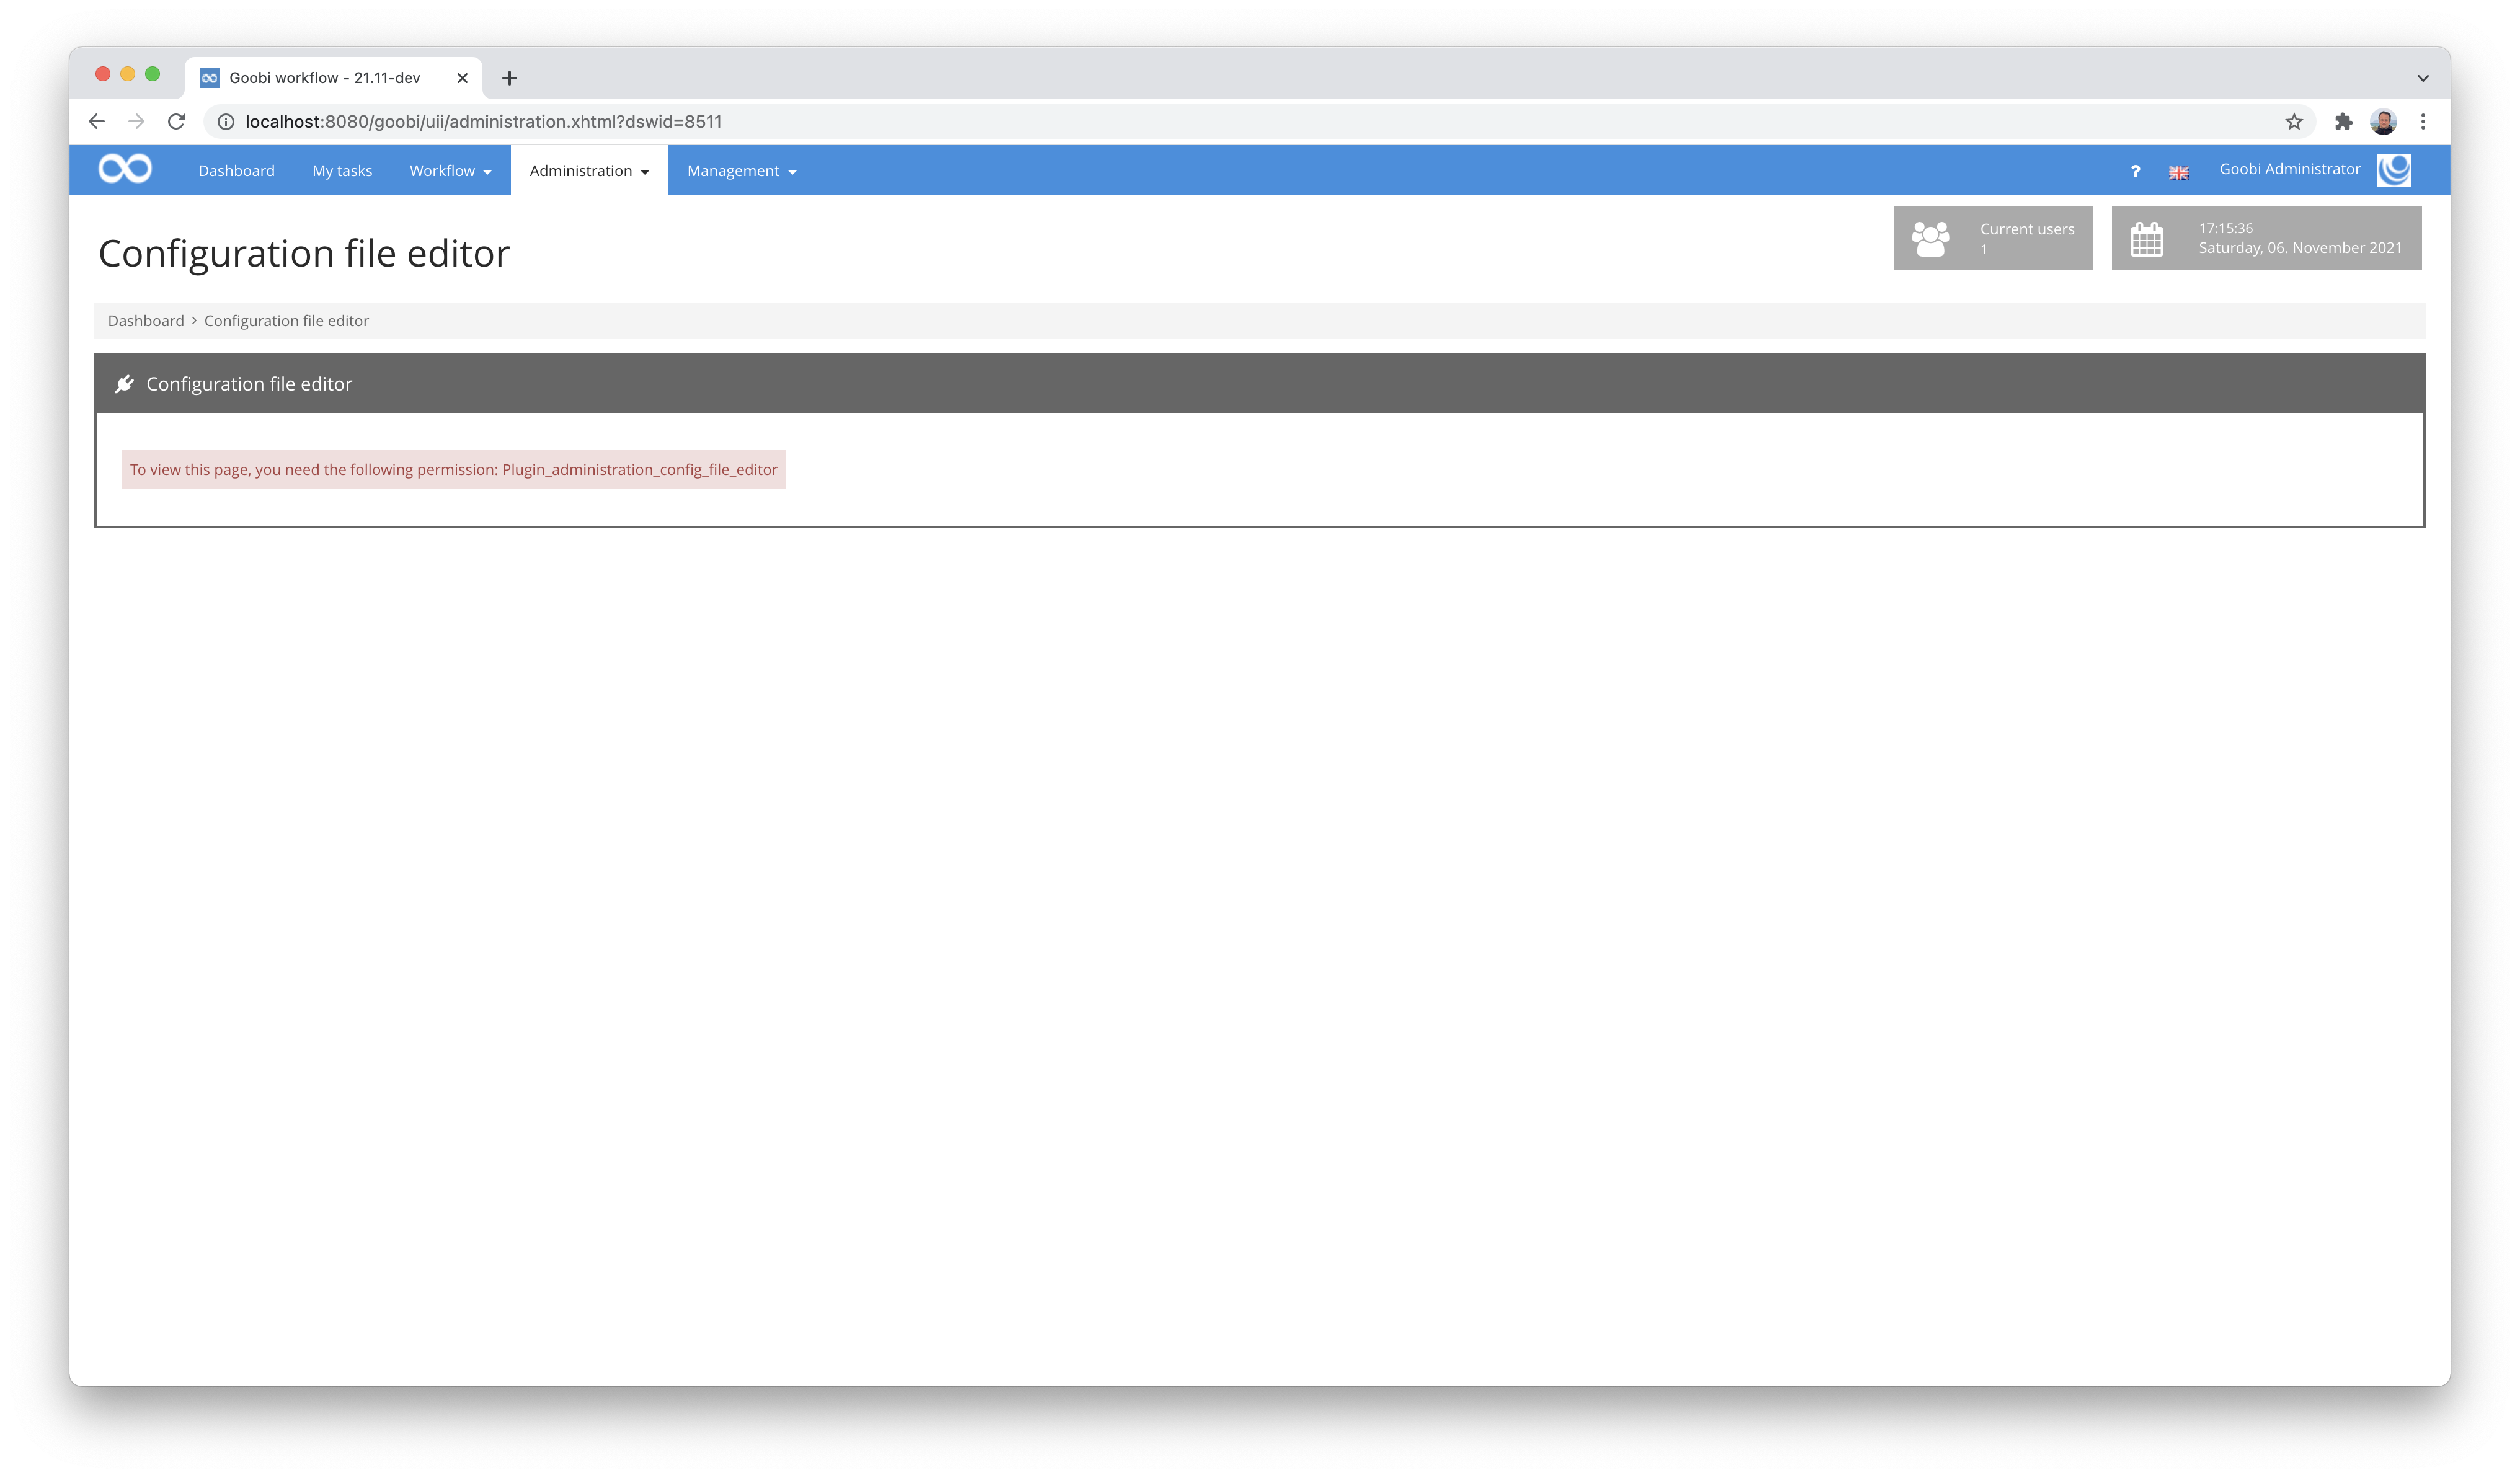 Goobi workflow - 21.11-dev
localhost:8080/goobi/uii/administration.xhtml?dswid=8511
Dashboard My tasks Workflow Administration Management ? Goobi Administrator
Configuration file editor
Current users
1
17:15:36
Saturday, 06. November 2021
Dashboard › Configuration file editor
Configuration file editor
To view this page, you need the following permission: Plugin_administration_config_file_editor